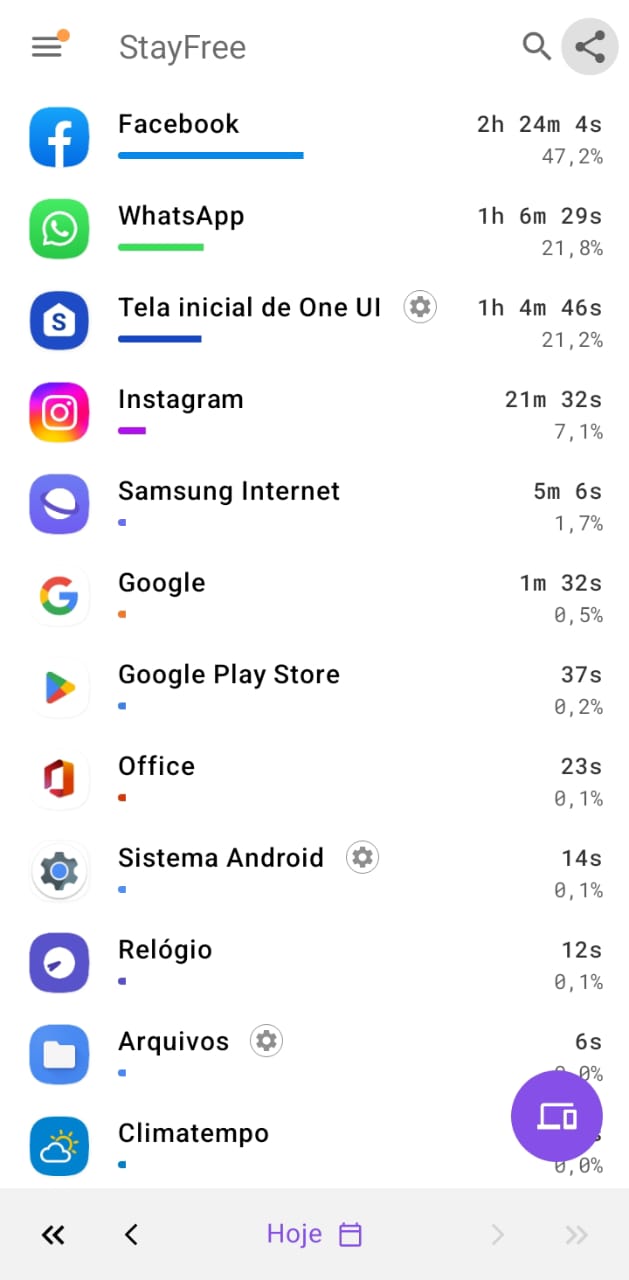 StayFree
Facebook
2h 24m 4s
47,2%
WhatsApp
1h 6m 29s
21,8%
Tela inicial de One UI
1h 4m 46s
21,2%
Instagram
21m 32s
7,1%
Samsung Internet
5m 6s
1,7%
Google
1m 32s
0,5%
Google Play Store
37s
0,2%
Office
23s
0,1%
Sistema Android
14s
0,1%
Relógio
12s
0,1%
Arquivos
6s
0,0%
Climatempo
0,0%
Hoje